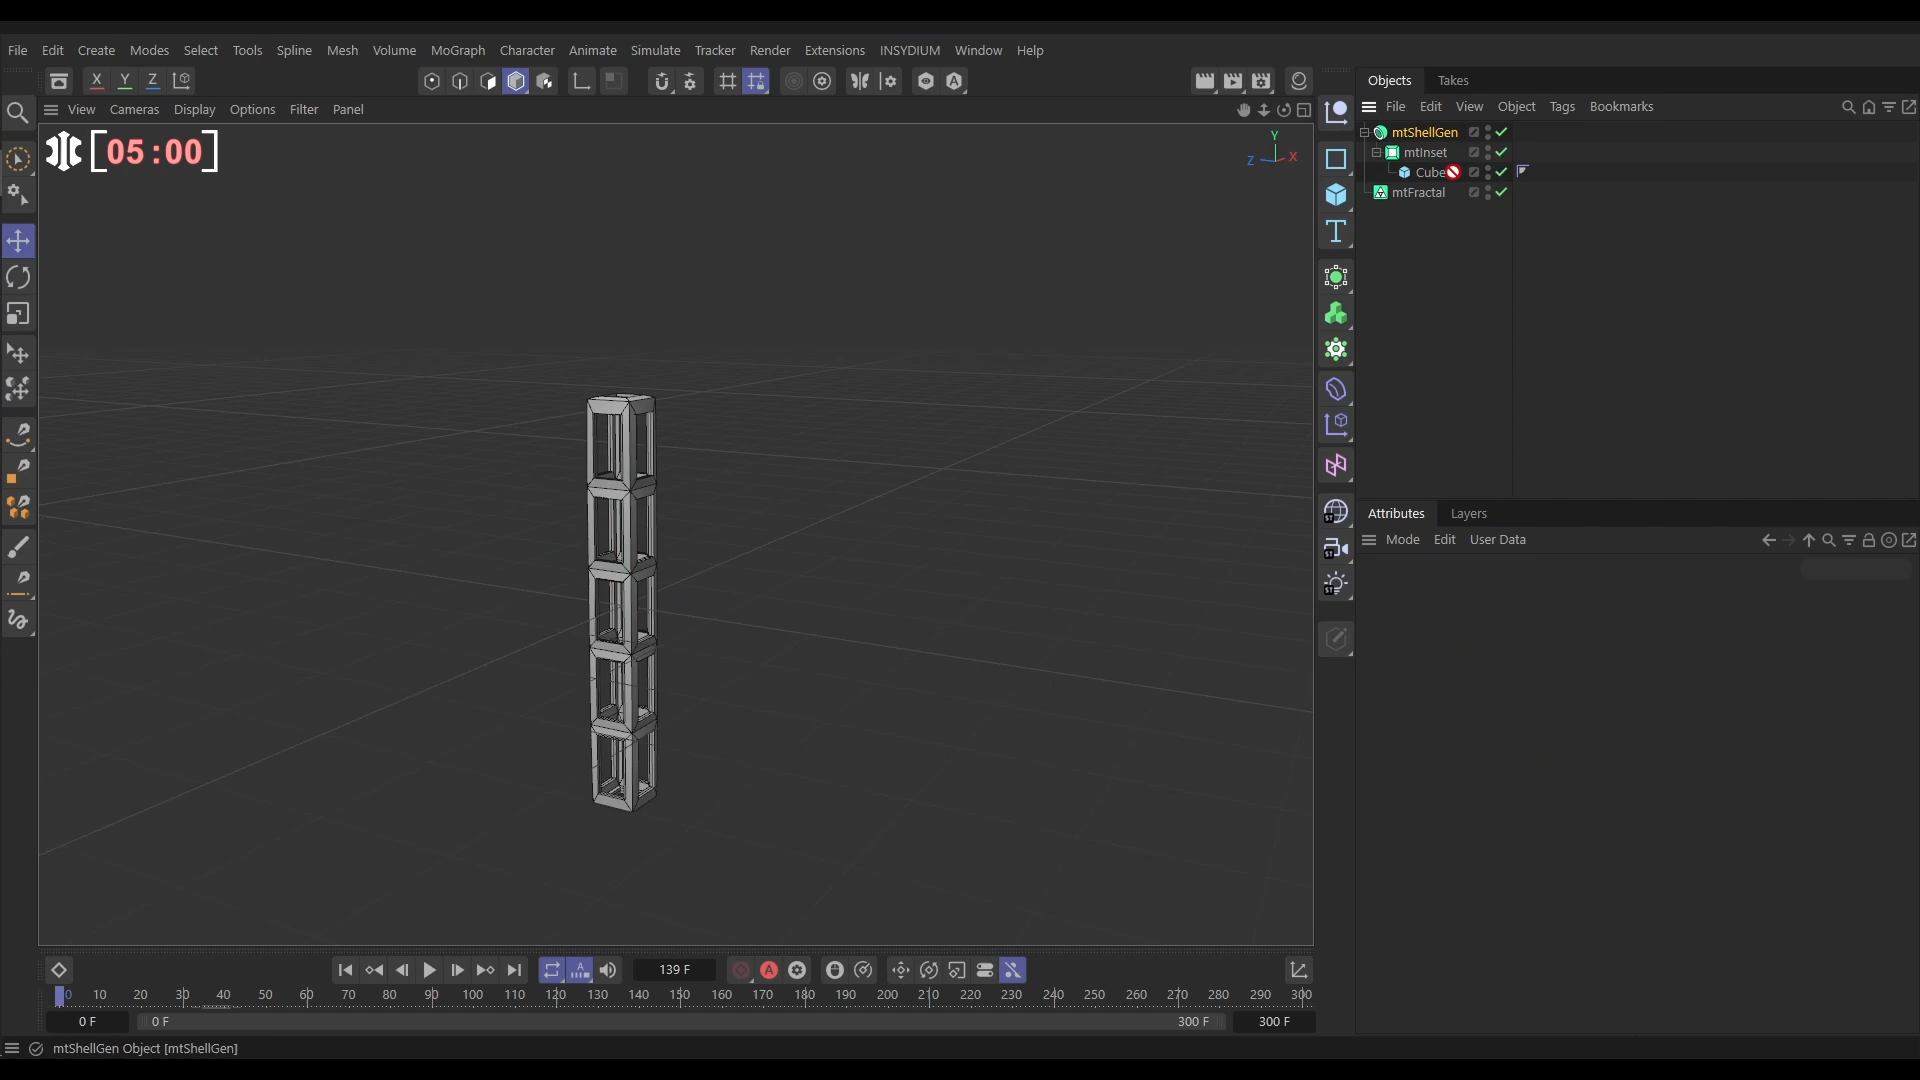 File Edit Create Modes Select Tools Spline Mesh Volume MoGraph Character Animate Simulate Tracker Render Extensions INSYDIUM Window Help
X Y Z
Objects Takes
View Cameras Display Options Filter Panel
File Edit View Object Tags Bookmarks
[05:00]
Y
Z X
mtShellGen
mtInset
Cube
mtFractal
Attributes Layers
Mode Edit User Data
139 F
0 10 20 30 40 50 60 70 80 90 100 110 120 130 140 150 160 170 180 190 200 210 220 230 240 250 260 270 280 290 300
0 F 0 F 300 F 300 F
mtShellGen Object [mtShellGen]